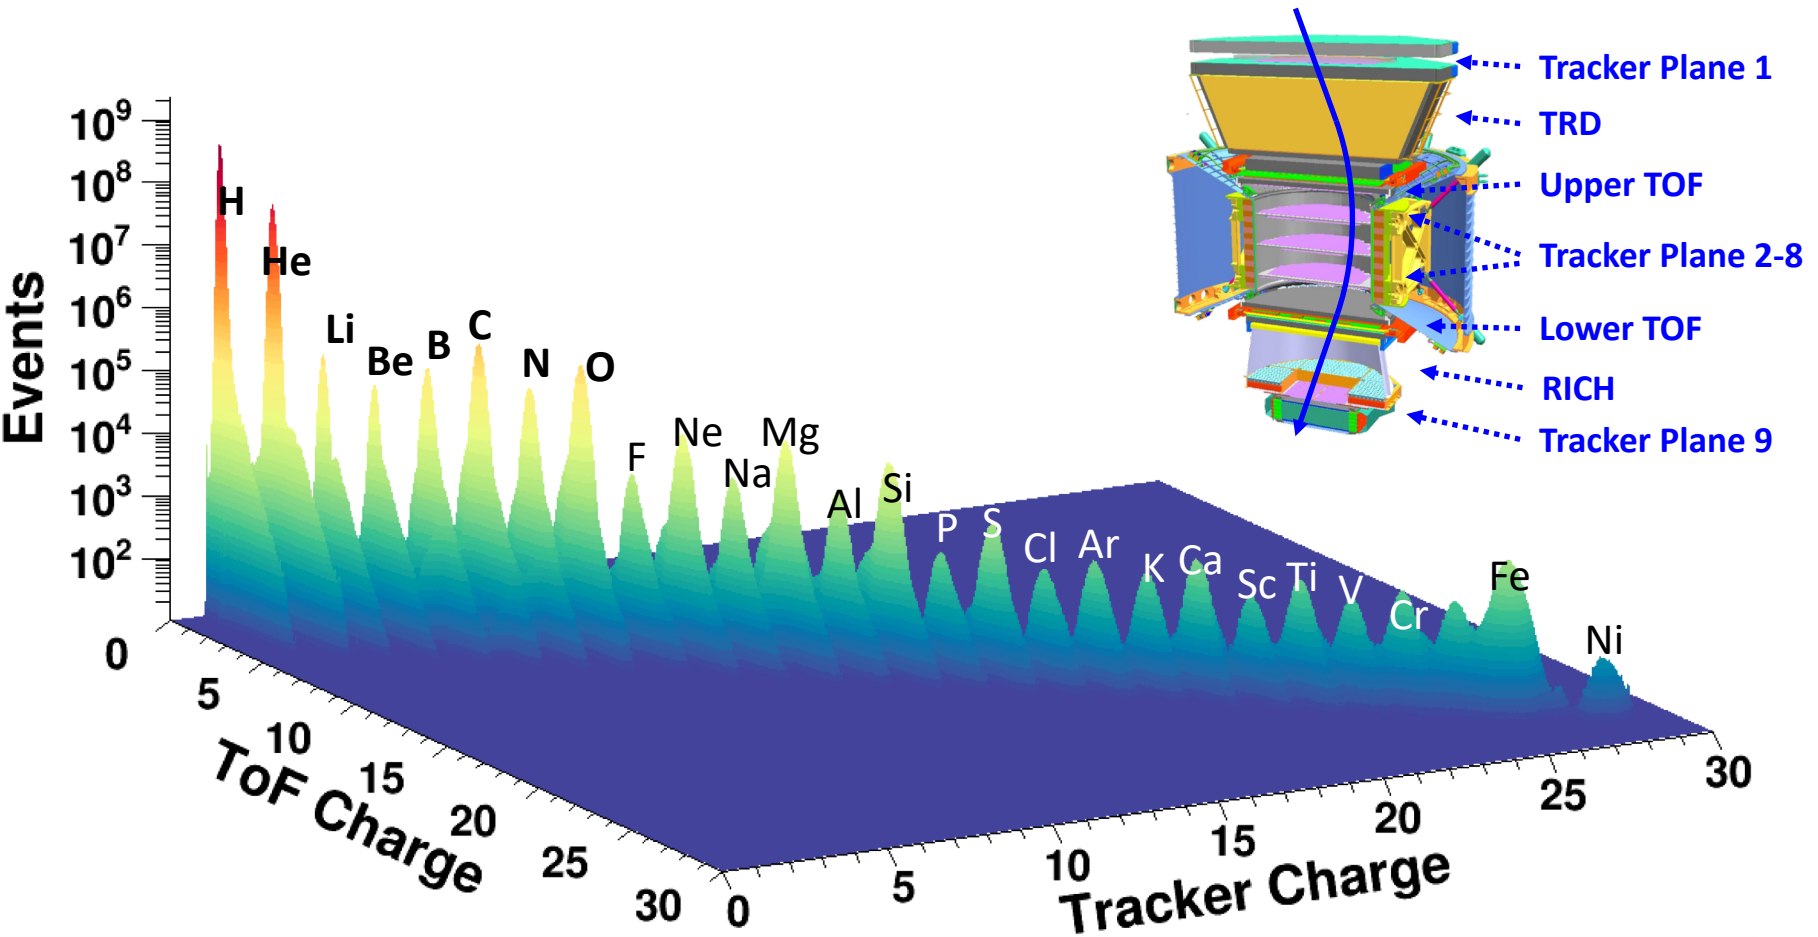 Tracker Plane 1
TRD
Upper TOF
Tracker Plane 2-8
Lower TOF
RICH
Tracker Plane 9
Events
10⁹
10⁸
10⁷
10⁶
10⁵
10⁴
10³
10²
H
He
Li
Be
B
C
N
O
F
Ne
Na
Mg
Al
Si
P
S
Cl
Ar
K
Ca
Sc
Ti
V
Cr
Fe
Ni
0
5
10
15
20
25
30
ToF Charge
0
5
10
15
20
25
30
Tracker Charge